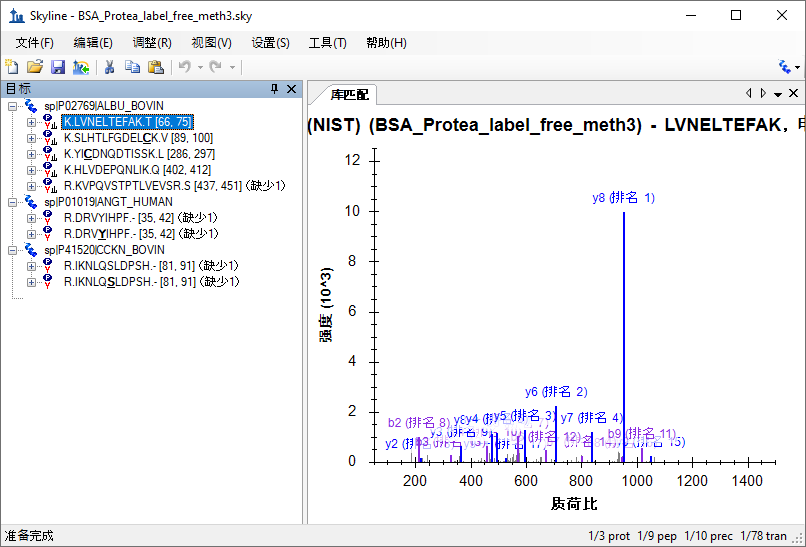 Skyline - BSA_Protea_label_free_meth3.sky
文件(F) 编辑(E) 调整(R) 视图(V) 设置(S) 工具(T) 帮助(H)
目标
sp|P02769|ALBU_BOVIN
K.LVNELTEFAK.T [66, 75]
K.SLHTLFGDELCK.V [89, 100]
K.YICDNQDTISSK.L [286, 297]
K.HLVDEPQNLIK.Q [402, 412]
R.KVPQVSTPTLVEVSR.S [437, 451] (缺少1)
sp|P01019|ANGT_HUMAN
R.DRVYIHPF.- [35, 42] (缺少1)
R.DRVYIHPF.- [35, 42] (缺少1)
sp|P41520|CCKN_BOVIN
R.IKNLQSLDPSH.- [81, 91] (缺少1)
R.IKNLQSLDPSH.- [81, 91] (缺少1)
库匹配
(NIST) (BSA_Protea_label_free_meth3) - LVNELTEFAK,
12
10
8
6
4
2
0
强度 (10^3)
y8 (排名 1)
y6 (排名 2)
y5 (排名 3)
y7 (排名 4)
b2 (排名 8)
b9 (排名 11)
y4
y2
b3
200 400 600 800 1000 1200 1400
质荷比
准备完成
1/3 prot 1/9 pep 1/10 prec 1/78 tran